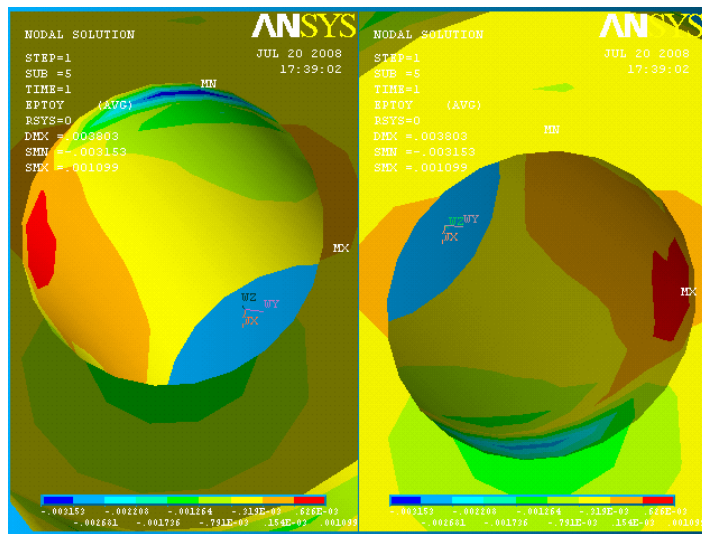 NODAL SOLUTION
ANSYS
JUL 20 2008
17:39:02
STEP=1
SUB =5
TIME=1
EPTOY (AVG)
RSYS=0
DMX =.003803
SMN =-.003153
SMX =.001099
MN
MX
WZ
WY
WX
-.003153 -.002208 -.001264 -.319E-03 .626E-03
-.002681 -.001736 -.791E-03 .154E-03 .001099
NODAL SOLUTION
ANSYS
JUL 20 2008
17:39:02
STEP=1
SUB =5
TIME=1
EPTOY (AVG)
RSYS=0
DMX =.003803
SMN =-.003153
SMX =.001099
MN
WZ WY
WX
MX
-.003153 -.002208 -.001264 -.319E-03 .626E-03
-.002681 -.001736 -.791E-03 .154E-03 .001099